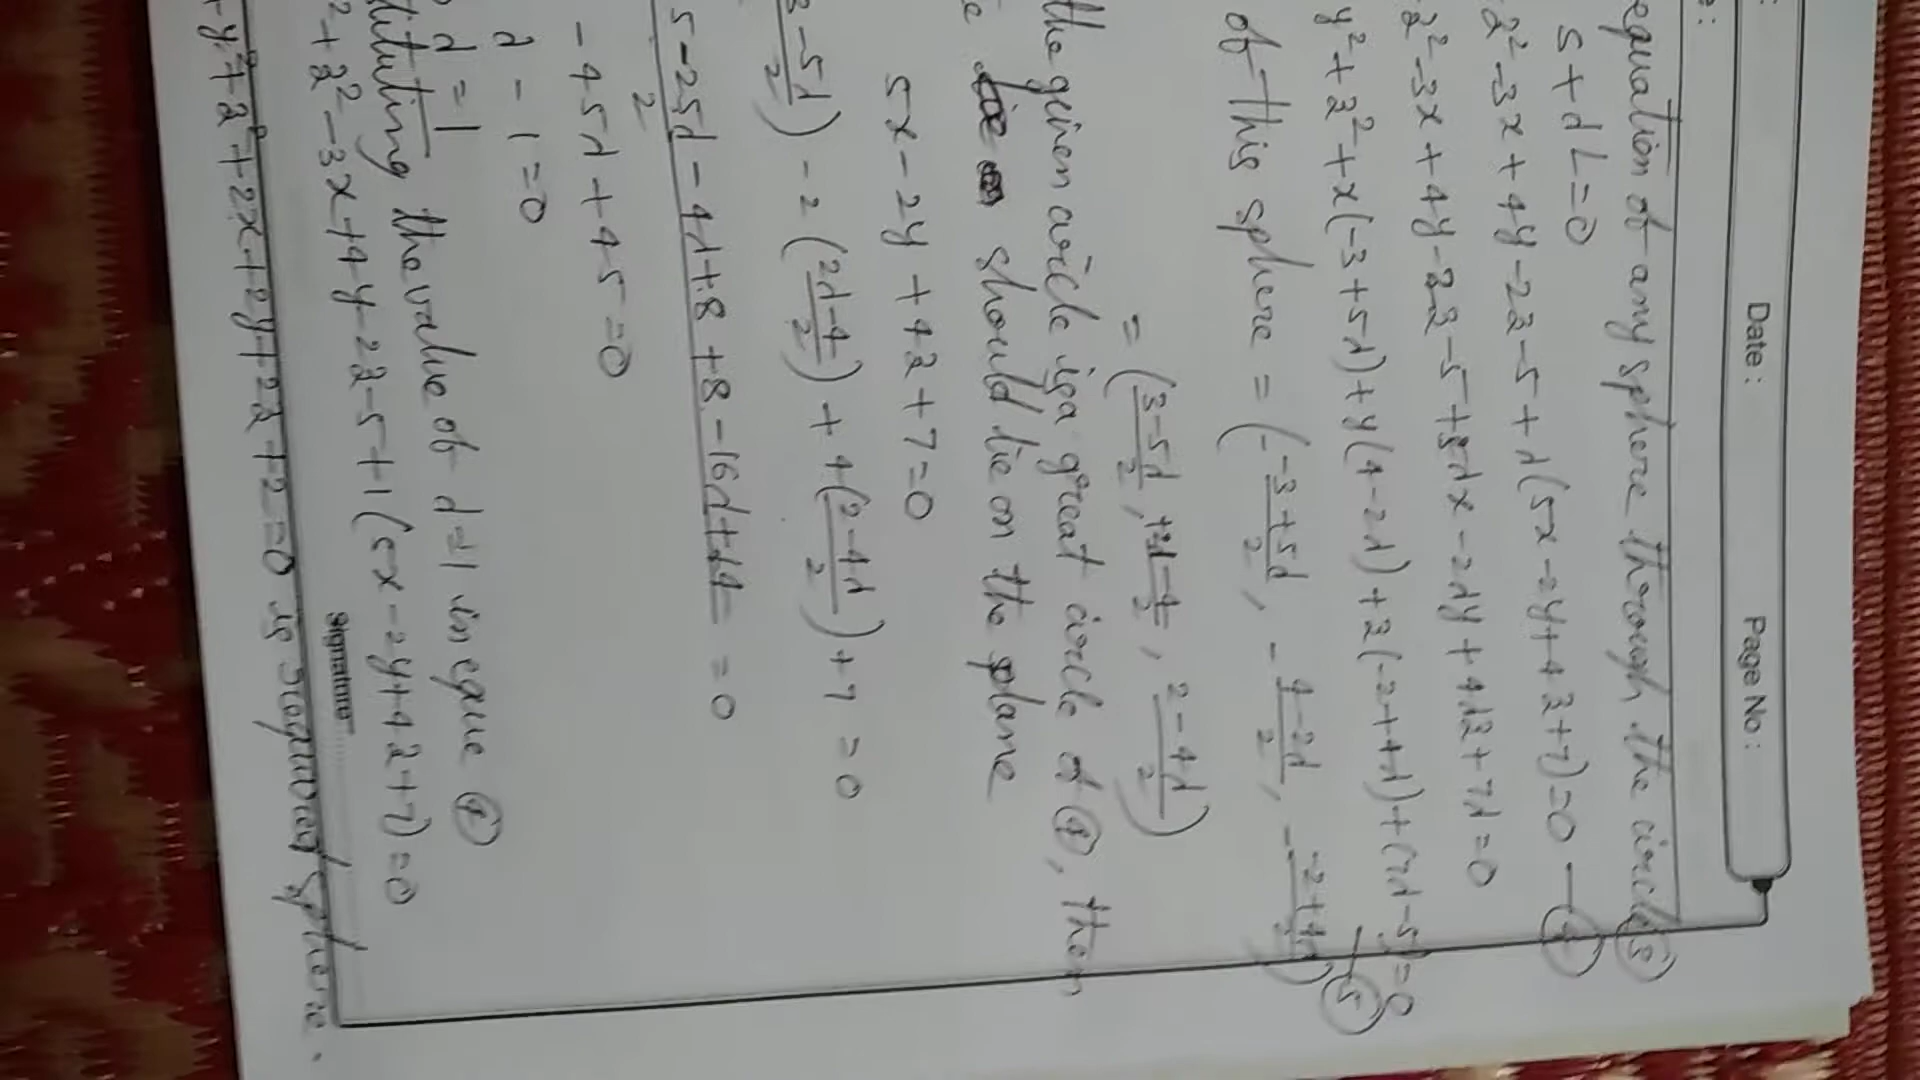 Date: Page No:
equation of any sphere thorough the circle (3)
S + λL = 0
z² - 3x + 4y - 2z - 5 + λ(5x - 2y + 4z + 7) = 0 — (4)
z² - 3x + 4y - 2z - 5 + 5λx - 2λy + 4λz + 7λ = 0
y² + z² + x(-3 + 5λ) + y(4 - 2λ) + z(-2 + 4λ) + (7λ - 5) = 0 — (5)
of this sphere = (- (-3 + 5λ)/2, - (4 - 2λ)/2, - (-2 + 4λ)/2)
= ((3 - 5λ)/2, (+2λ - 4)/2, (2 - 4λ)/2)
the given circle is a great circle of (4), then
should lie on the plane
5x - 2y + 4z + 7 = 0
(3 - 5λ)/2) - 2((2λ - 4)/2) + 4((2 - 4λ)/2) + 7 = 0
(5 - 25λ - 4λ + 8 + 8 - 16λ + 14)/2 = 0
- 45λ + 45 = 0
λ - 1 = 0
λ = 1
stituting the value of λ = 1 in eque (4)
² + z² - 3x + 4y - 2z - 5 + 1(5x - 2y + 4z + 7) = 0
+ y² + z² + 2x + 2y + 2z + 2 = 0 is required sphere.
Signature